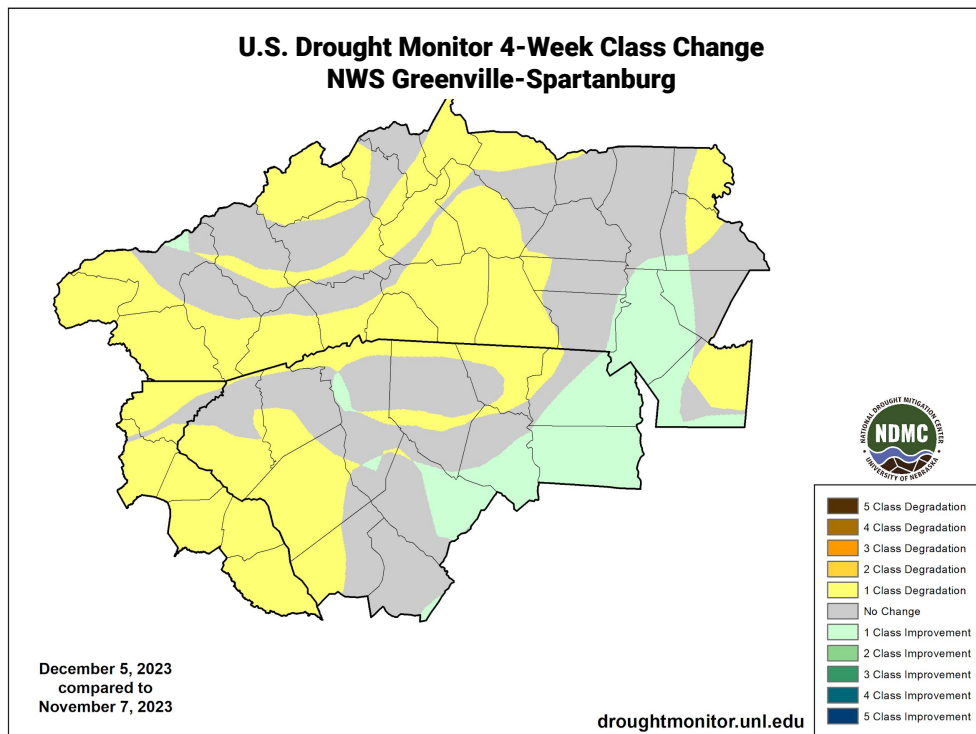 U.S. Drought Monitor 4-Week Class Change
NWS Greenville-Spartanburg
NATIONAL DROUGHT MITIGATION CENTER
NDMC
UNIVERSITY OF NEBRASKA
5 Class Degradation
4 Class Degradation
3 Class Degradation
2 Class Degradation
1 Class Degradation
No Change
1 Class Improvement
2 Class Improvement
3 Class Improvement
4 Class Improvement
5 Class Improvement
December 5, 2023
compared to
November 7, 2023
droughtmonitor.unl.edu